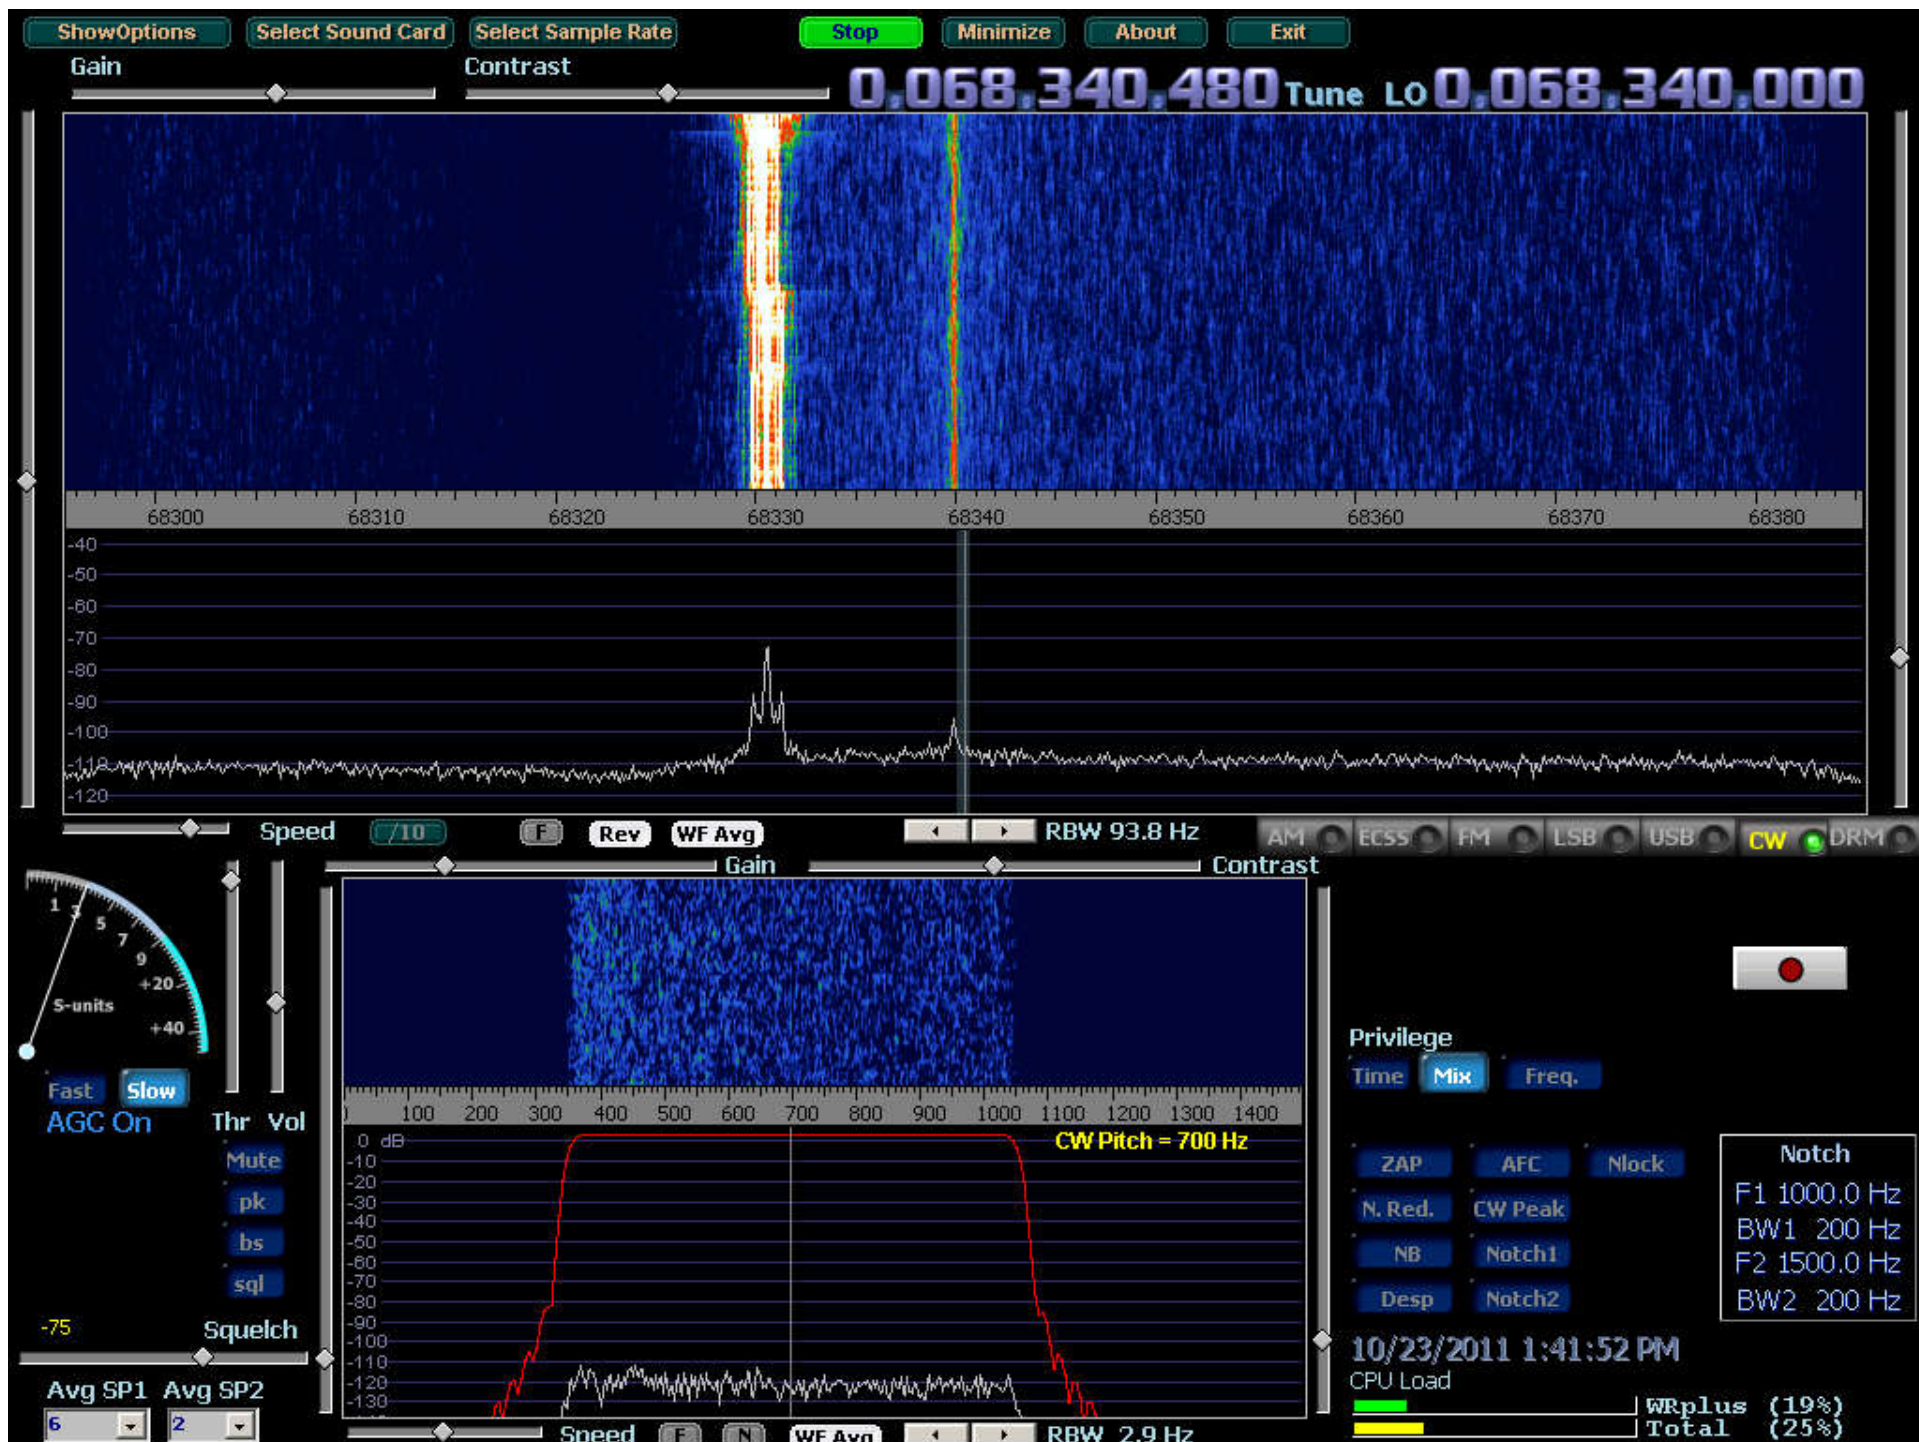 ShowOptions Select Sound Card Select Sample Rate Stop Minimize About Exit
Gain Contrast 0.068.340.480 Tune LO 0.068.340.000
68300 68310 68320 68330 68340 68350 68360 68370 68380
-40
-50
-60
-70
-80
-90
-100
-110
-120
Speed /10 F Rev WF Avg RBW 93.8 Hz AM ECSS FM LSB USB CW DRM
Gain Contrast
1 3 5 7 9 +20 +40
S-units
Fast Slow
AGC On Thr Vol
Mute
pk
bs
sql
-75 Squelch
Avg SP1 Avg SP2
6 2
100 200 300 400 500 600 700 800 900 1000 1100 1200 1300 1400
0 dB CW Pitch = 700 Hz
-10
-20
-30
-40
-50
-60
-70
-80
-90
-100
-110
-120
-130
Speed F N WF Avg RBW 2.9 Hz
Privilege
Time Mix Freq.
ZAP AFC Nlock
N. Red. CW Peak
NB Notch1
Desp Notch2
Notch
F1 1000.0 Hz
BW1 200 Hz
F2 1500.0 Hz
BW2 200 Hz
10/23/2011 1:41:52 PM
CPU Load
WRplus (19%)
Total (25%)